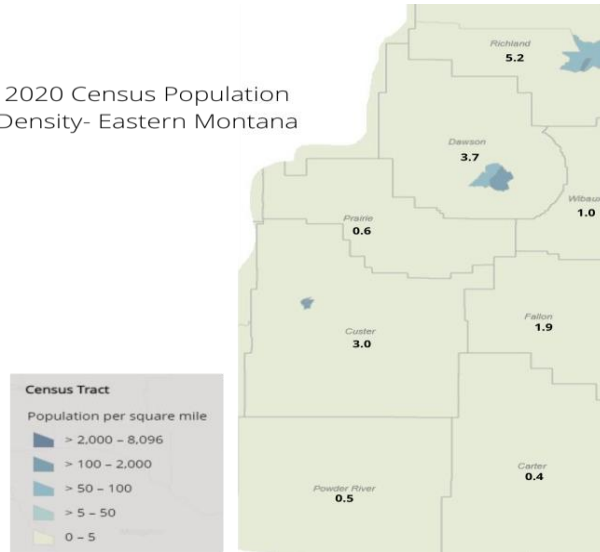 2020 Census Population
Density- Eastern Montana
Richland
5.2
Dawson
3.7
Wibaux
1.0
Prairie
0.6
Fallon
1.9
Custer
3.0
Carter
0.4
Powder River
0.5
Census Tract
Population per square mile
> 2,000 – 8,096
> 100 – 2,000
> 50 – 100
> 5 – 50
0 – 5